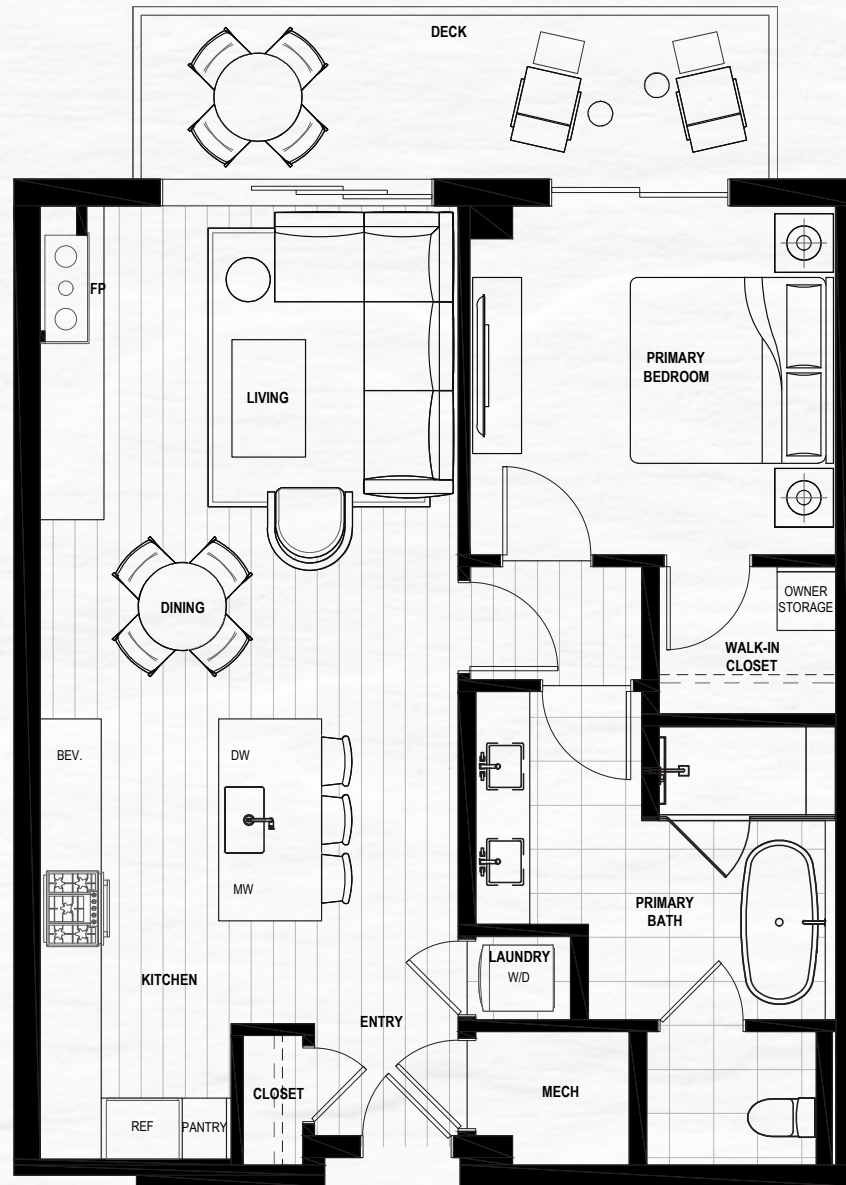 DECK
FP
LIVING
PRIMARY
BEDROOM
DINING
OWNER
STORAGE
WALK-IN
CLOSET
BEV.
DW
MW
PRIMARY
BATH
LAUNDRY
W/D
KITCHEN
ENTRY
CLOSET
MECH
REF
PANTRY